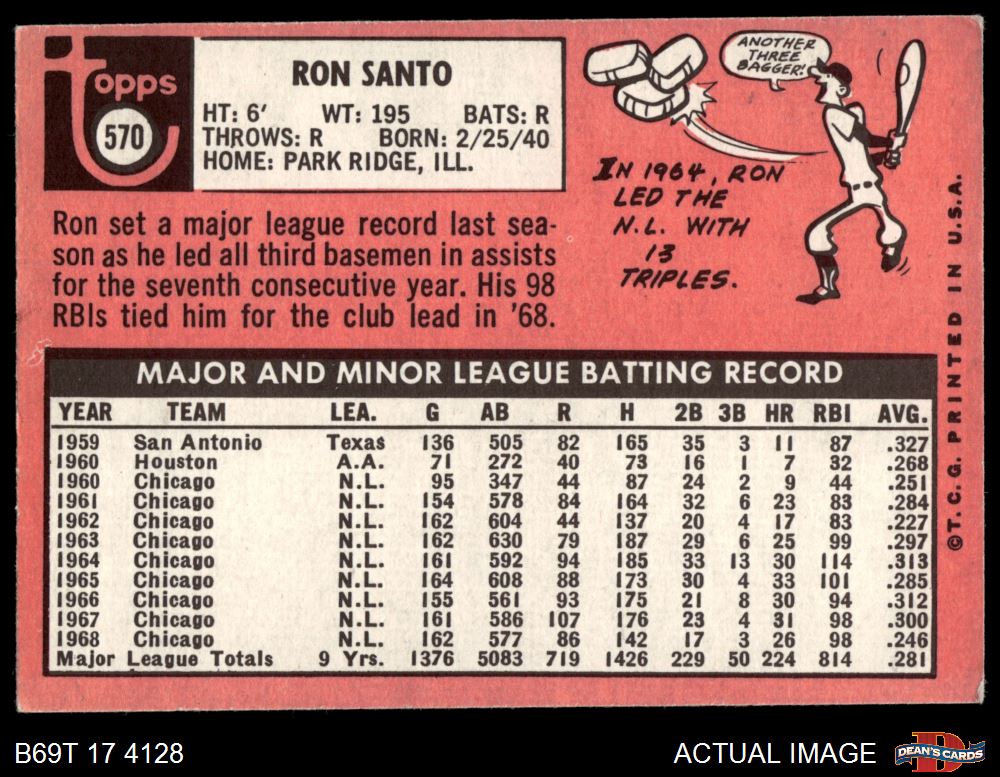 topps
570
RON SANTO
HT: 6' WT: 195 BATS: R
THROWS: R BORN: 2/25/40
HOME: PARK RIDGE, ILL.
ANOTHER
THREE
BAGGER!
IN 1964, RON
LED THE
N.L. WITH
13
TRIPLES.
Ron set a major league record last sea-
son as he led all third basemen in assists
for the seventh consecutive year. His 98
RBIs tied him for the club lead in '68.
MAJOR AND MINOR LEAGUE BATTING RECORD
YEAR TEAM LEA. G AB R H 2B 3B HR RBI AVG.
1959 San Antonio Texas 136 505 82 165 35 3 11 87 .327
1960 Houston A.A. 71 272 40 73 16 1 7 32 .268
1960 Chicago N.L. 95 347 44 87 24 2 9 44 .251
1961 Chicago N.L. 154 578 84 164 32 6 23 83 .284
1962 Chicago N.L. 162 604 44 137 20 4 17 83 .227
1963 Chicago N.L. 162 630 79 187 29 6 25 99 .297
1964 Chicago N.L. 161 592 94 185 33 13 30 114 .313
1965 Chicago N.L. 164 608 88 173 30 4 33 101 .285
1966 Chicago N.L. 155 561 93 175 21 8 30 94 .312
1967 Chicago N.L. 161 586 107 176 23 4 31 98 .300
1968 Chicago N.L. 162 577 86 142 17 3 26 98 .246
Major League Totals 9 Yrs. 1376 5083 719 1426 229 50 224 814 .281
©T. C. G. PRINTED IN U.S.A.
B69T 17 4128
ACTUAL IMAGE
D
DEAN'S CARDS